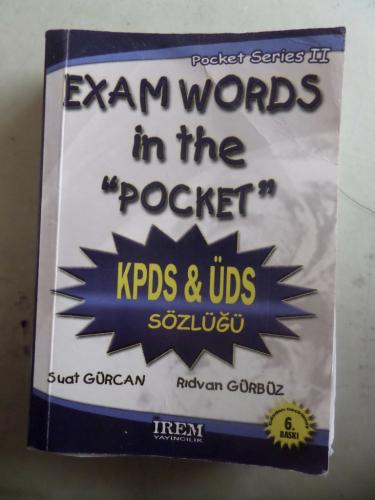 Pocket Series II
EXAM WORDS
in the
"POCKET"
KPDS & ÜDS
SÖZLÜĞÜ
Suat GÜRCAN Rıdvan GÜRBÜZ
İREM
YAYINCILIK
6.
BASKI